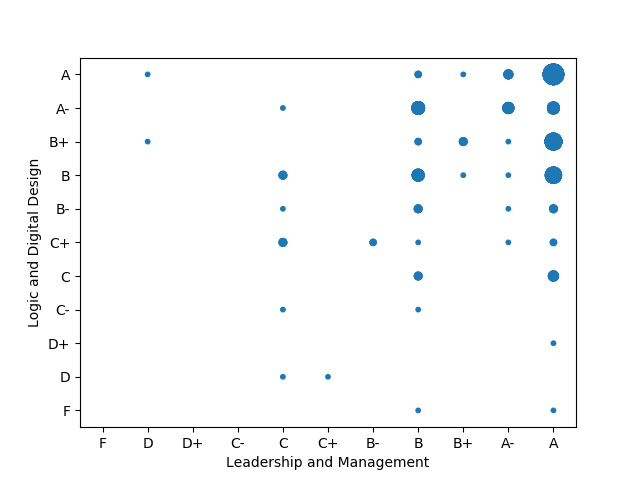 A
A-
B+
B
B-
C+
C
C-
D+
D
F
Logic and Digital Design
F D D+ C- C C+ B- B B+ A- A
Leadership and Management